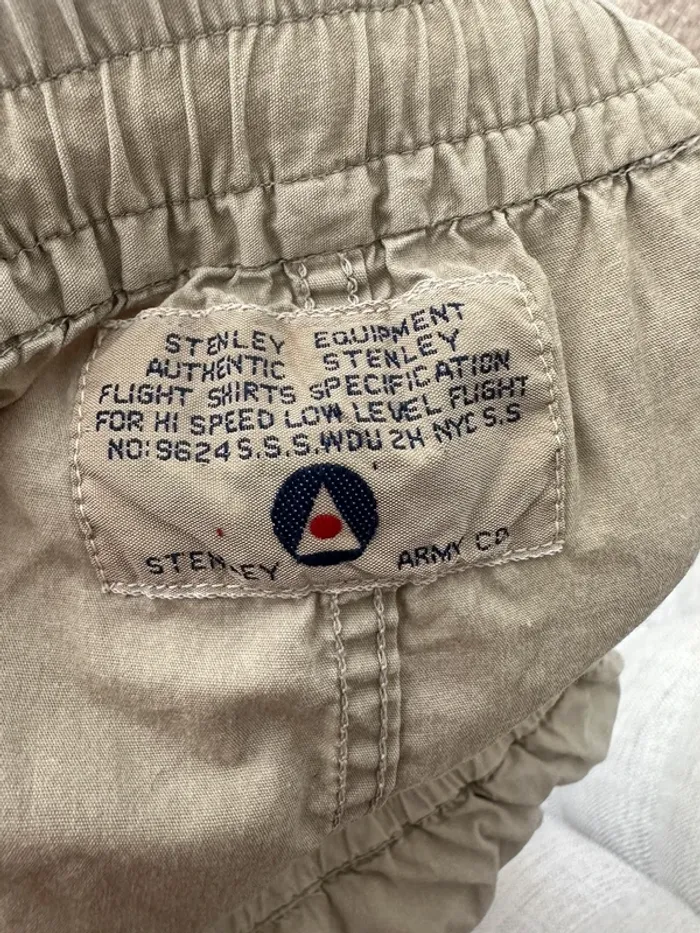 STENLEY EQUIPMENT
AUTHENTIC STENLEY
FLIGHT SHIRTS SPECIFICATION
FOR HI SPEED LOW LEVEL FLIGHT
NO:9624 S.S.S.WDU 2H NYC S.S
STENLEY ARMY CO